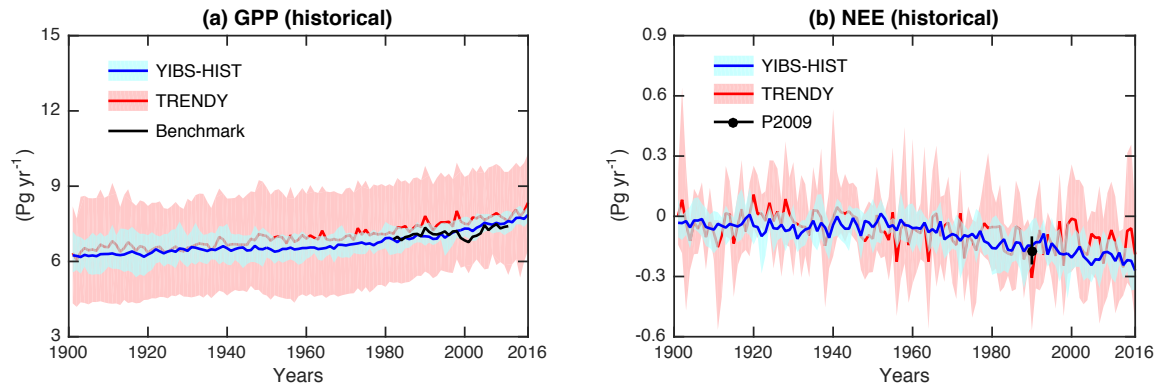 (a) GPP (historical)
15
12
9
6
3
(Pg yr⁻¹)
YIBS-HIST
TRENDY
Benchmark
1900 1920 1940 1960 1980 2000 2016
Years
(b) NEE (historical)
0.9
0.6
0.3
0
-0.3
-0.6
(Pg yr⁻¹)
YIBS-HIST
TRENDY
P2009
1900 1920 1940 1960 1980 2000 2016
Years